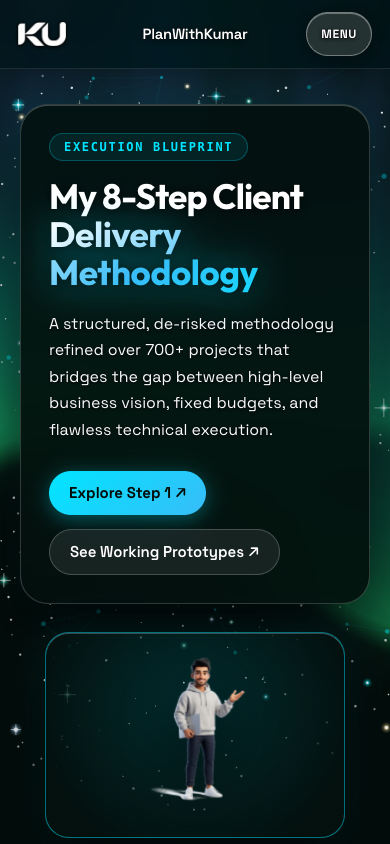 KU
PlanWithKumar
MENU
EXECUTION BLUEPRINT
My 8-Step Client
Delivery
Methodology
A structured, de-risked methodology
refined over 700+ projects that
bridges the gap between high-level
business vision, fixed budgets, and
flawless technical execution.
Explore Step 1 ↗
See Working Prototypes ↗